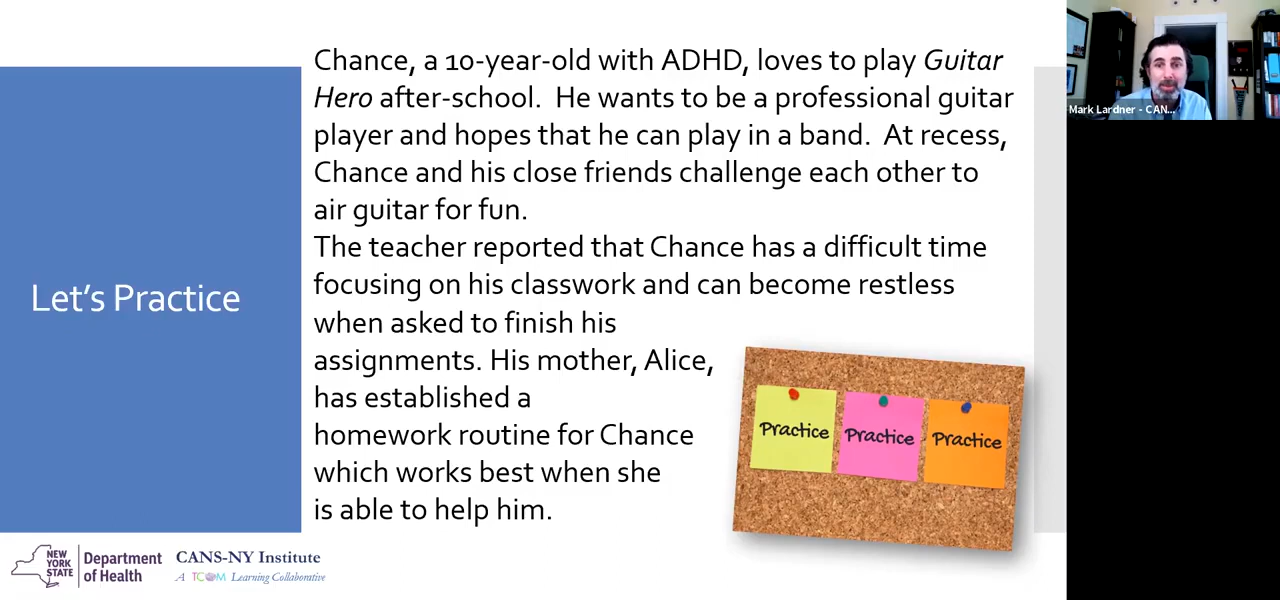 Chance, a 10-year-old with ADHD, loves to play Guitar
Hero after-school. He wants to be a professional guitar
player and hopes that he can play in a band. At recess,
Chance and his close friends challenge each other to
air guitar for fun.
The teacher reported that Chance has a difficult time
focusing on his classwork and can become restless
when asked to finish his
assignments. His mother, Alice,
has established a
homework routine for Chance
which works best when she
is able to help him.
Let's Practice
Practice
Practice
Practice
NEW
YORK
STATE
Department
of Health
CANS-NY Institute
A TCOM Learning Collaborative
Mark Lardner - CAN...